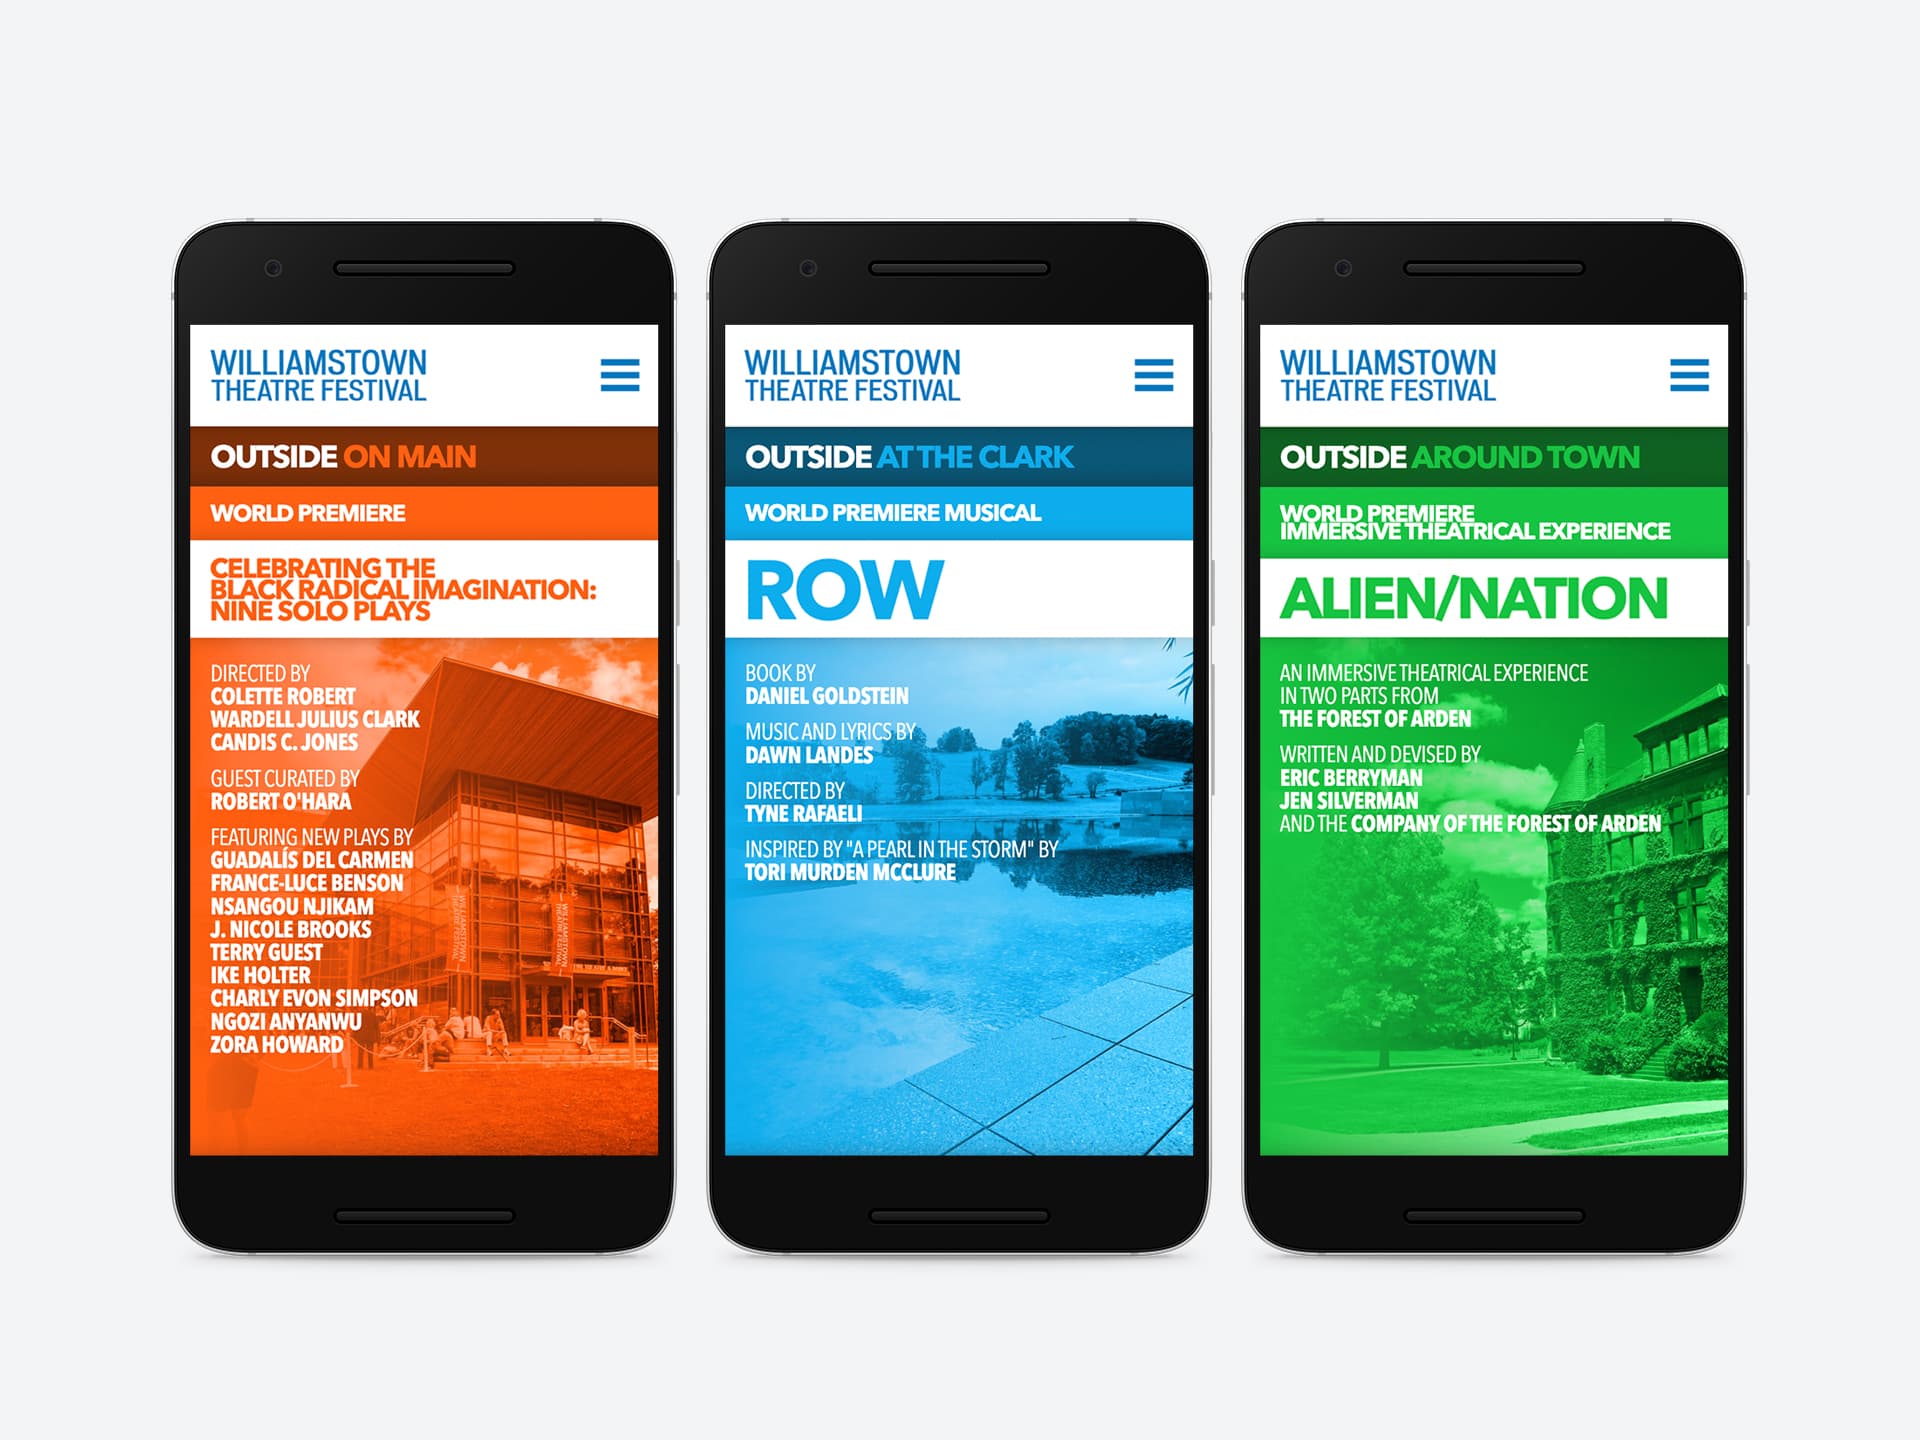 WILLIAMSTOWN
THEATRE FESTIVAL
OUTSIDE ON MAIN
WORLD PREMIERE
CELEBRATING THE
BLACK RADICAL IMAGINATION:
NINE SOLO PLAYS
DIRECTED BY
COLETTE ROBERT
WARDELL JULIUS CLARK
CANDIS C. JONES
GUEST CURATED BY
ROBERT O'HARA
FEATURING NEW PLAYS BY
GUADALÍS DEL CARMEN
FRANCE-LUCE BENSON
NSANGOU NJIKAM
J. NICOLE BROOKS
TERRY GUEST
IKE HOLTER
CHARLY EVON SIMPSON
NGOZI ANYANWU
ZORA HOWARD
WILLIAMSTOWN
THEATRE FESTIVAL
WILLIAMSTOWN
THEATRE FESTIVAL
WILLIAMSTOWN
THEATRE FESTIVAL
OUTSIDE AT THE CLARK
WORLD PREMIERE MUSICAL
ROW
BOOK BY
DANIEL GOLDSTEIN
MUSIC AND LYRICS BY
DAWN LANDES
DIRECTED BY
TYNE RAFAELI
INSPIRED BY "A PEARL IN THE STORM" BY
TORI MURDEN MCCLURE
WILLIAMSTOWN
THEATRE FESTIVAL
OUTSIDE AROUND TOWN
WORLD PREMIERE
IMMERSIVE THEATRICAL EXPERIENCE
ALIEN/NATION
AN IMMERSIVE THEATRICAL EXPERIENCE
IN TWO PARTS FROM
THE FOREST OF ARDEN
WRITTEN AND DEVISED BY
ERIC BERRYMAN
JEN SILVERMAN
AND THE COMPANY OF THE FOREST OF ARDEN